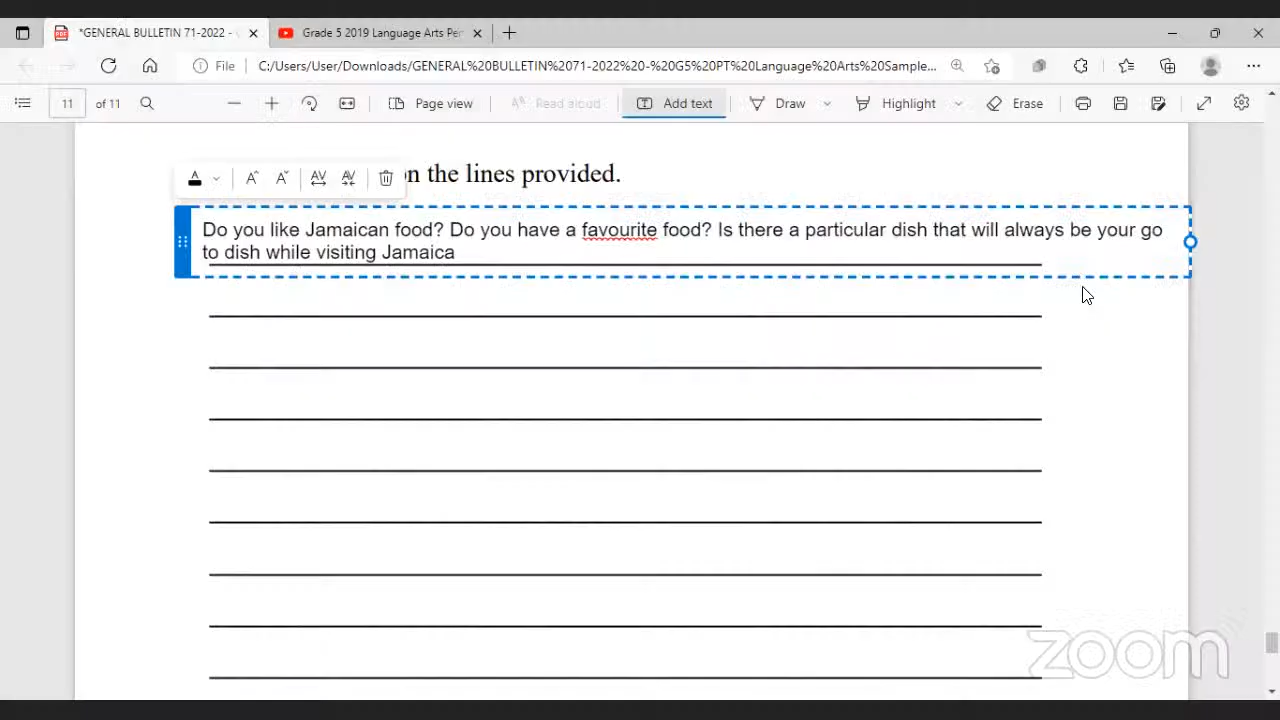 *GENERAL BULLETIN 71-2022 -
Grade 5 2019 Language Arts Per
File
C:/Users/User/Downloads/GENERAL%20BULLETIN%2071-2022%20-%20G5%20PT%20Language%20Arts%20Sample...
11
of 11
Page view
Read aloud
Add text
Draw
Highlight
Erase
on the lines provided.
Do you like Jamaican food? Do you have a favourite food? Is there a particular dish that will always be your go
to dish while visiting Jamaica
zoom